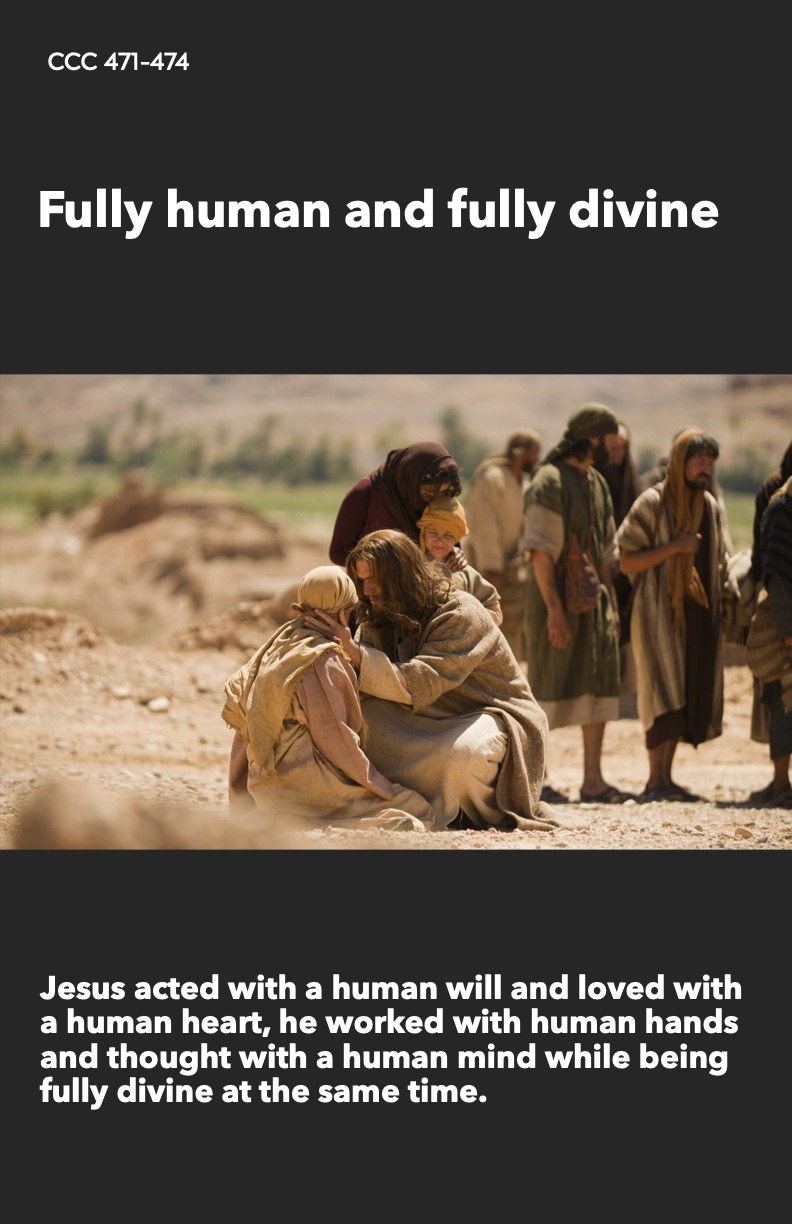 CCC 471-474
Fully human and fully divine
Jesus acted with a human will and loved with
a human heart, he worked with human hands
and thought with a human mind while being
fully divine at the same time.